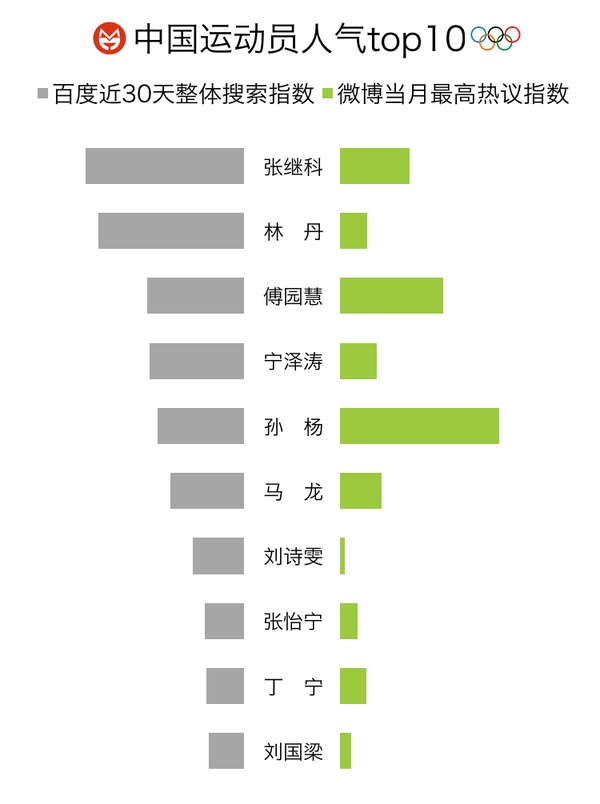 中国运动员人气top10
百度近30天整体搜索指数 微博当月最高热议指数
张继科
林 丹
傅园慧
宁泽涛
孙 杨
马 龙
刘诗雯
张怡宁
丁 宁
刘国梁